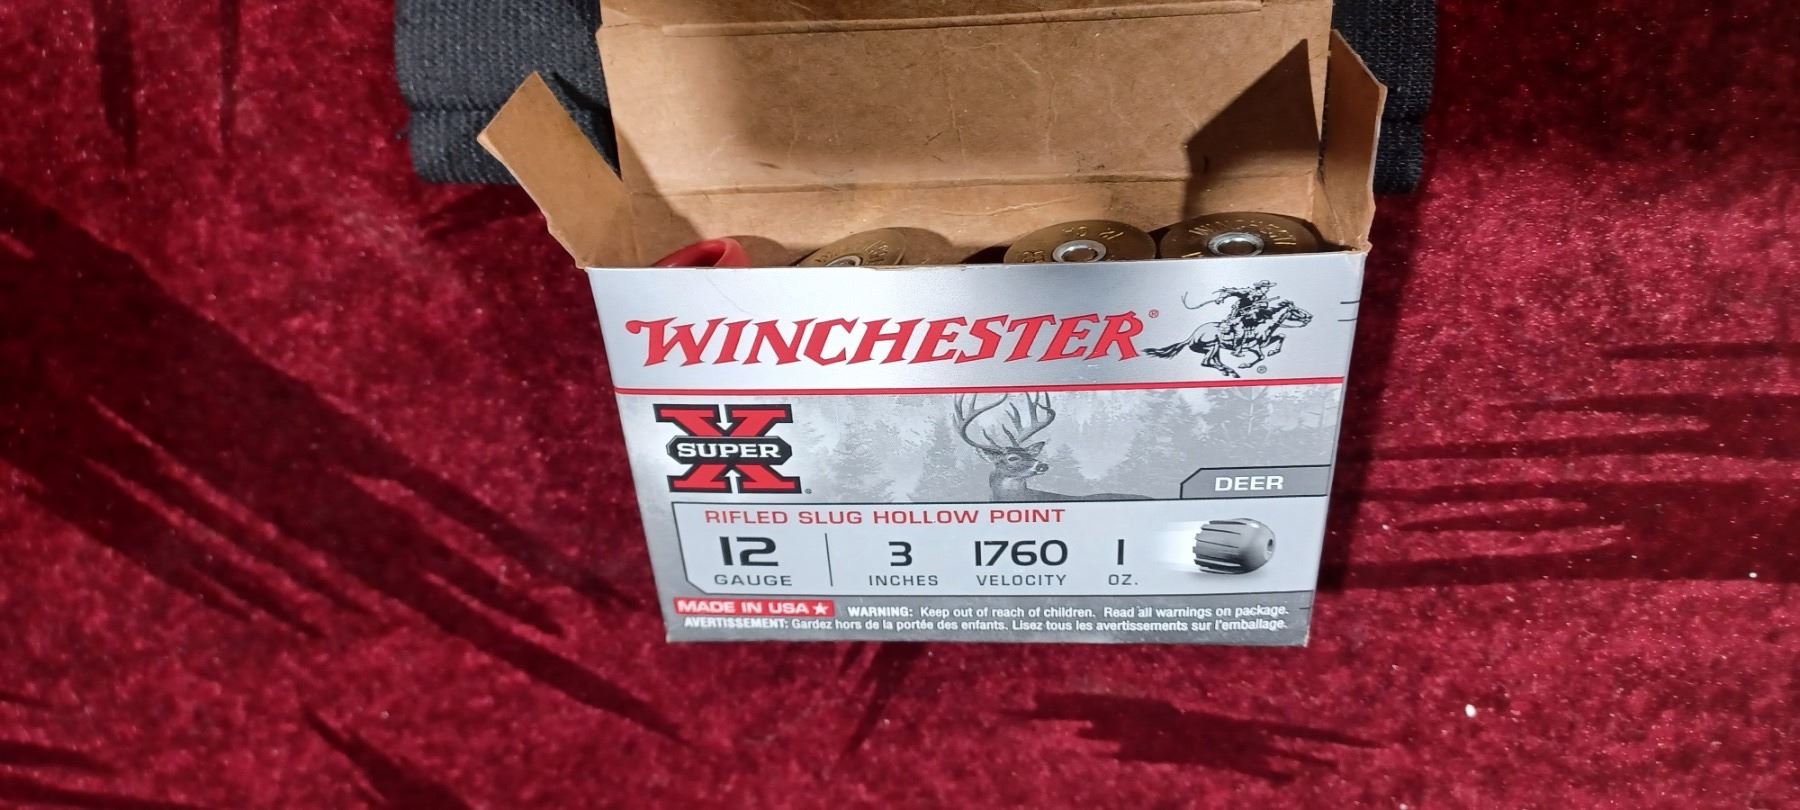 WINCHESTER®
®
X
SUPER
DEER
RIFLED SLUG HOLLOW POINT
12 3 1760 1
GAUGE INCHES VELOCITY OZ.
MADE IN USA ★ WARNING: Keep out of reach of children. Read all warnings on package.
AVERTISSEMENT: Gardez hors de la portée des enfants. Lisez tous les avertissements sur l'emballage.